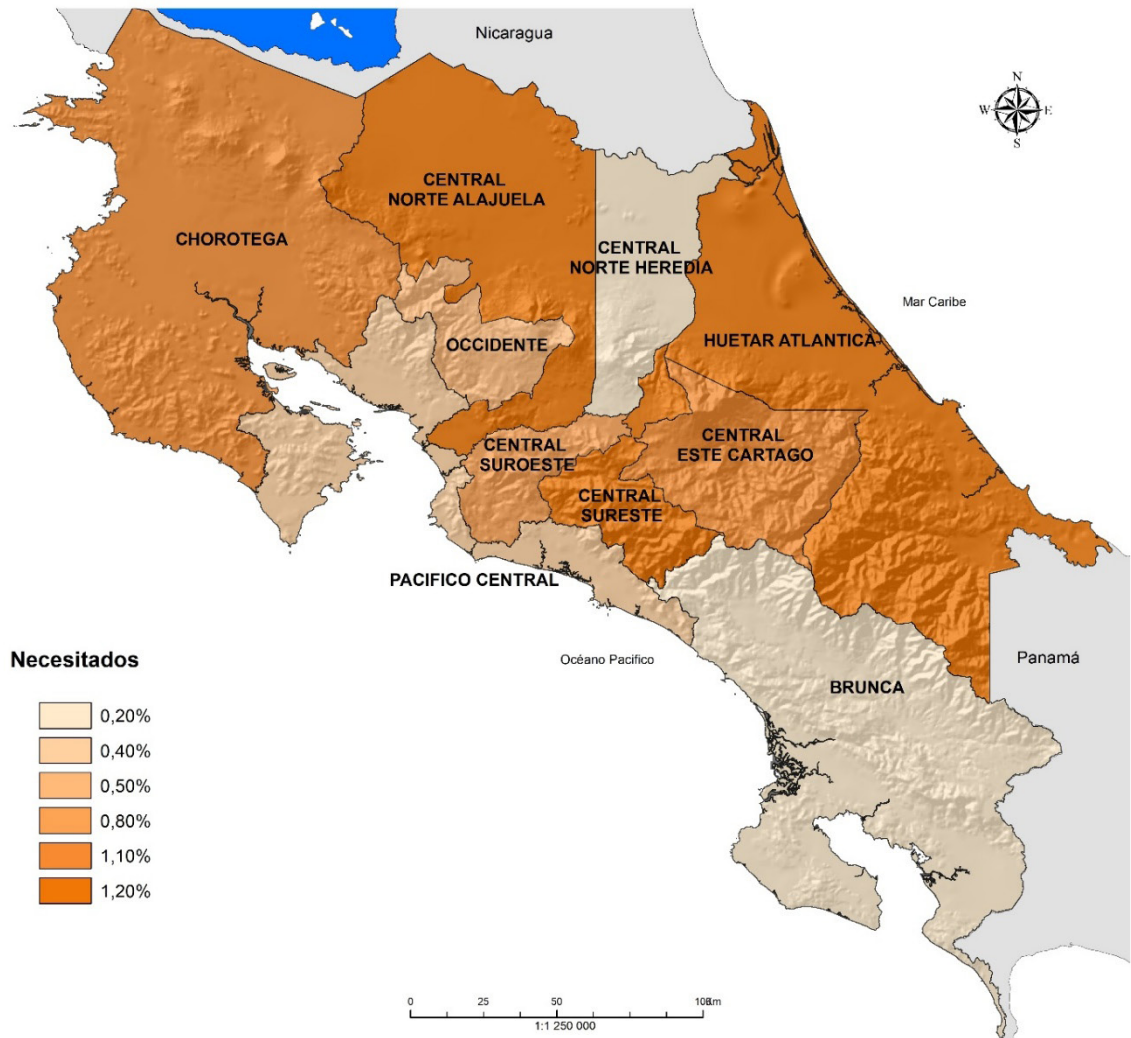 Nicaragua
N
W E
S
CENTRAL
NORTE ALAJUELA
CHOROTEGA
CENTRAL
NORTE HEREDIA
Mar Caribe
HUETAR ATLANTICA
OCCIDENTE
CENTRAL
SUROESTE
CENTRAL
ESTE CARTAGO
CENTRAL
SURESTE
PACIFICO CENTRAL
Océano Pacifico
Panamá
BRUNCA
Necesitados
0,20%
0,40%
0,50%
0,80%
1,10%
1,20%
0 25 50 100 Km
1:1 250 000